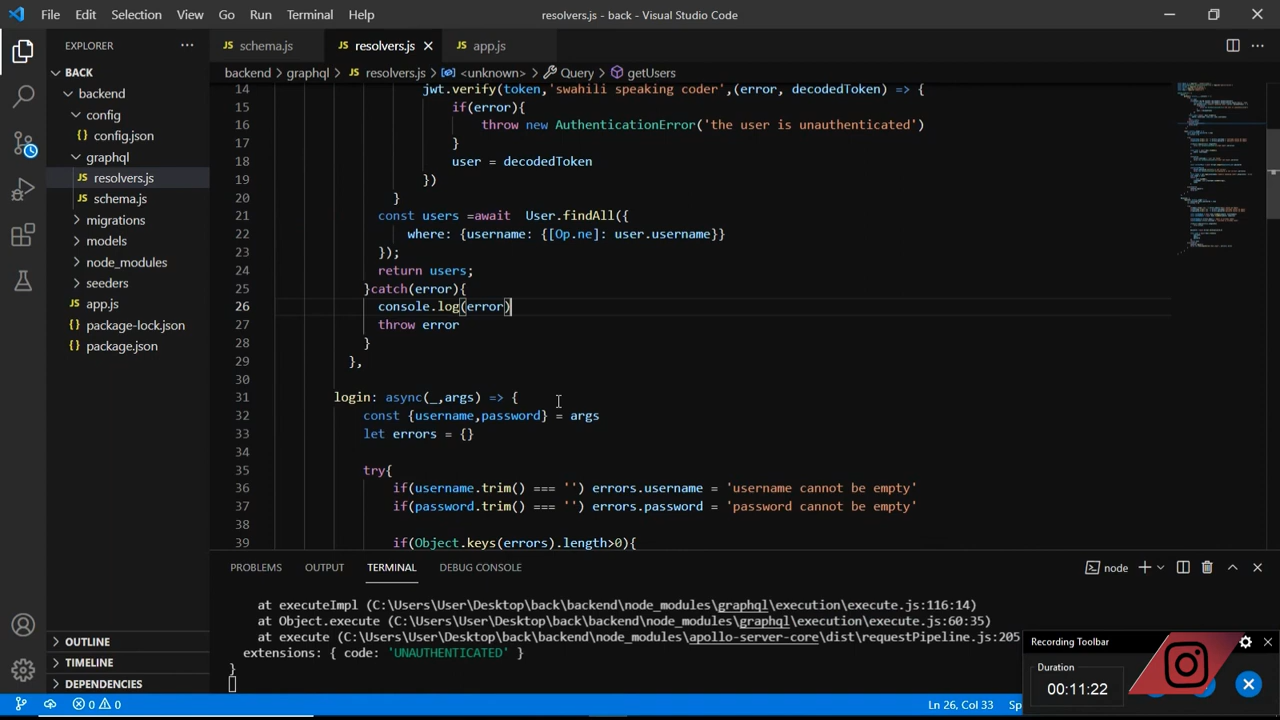 File Edit Selection View Go Run Terminal Help
resolvers.js - back - Visual Studio Code
EXPLORER
BACK
backend
config
config.json
graphql
resolvers.js
schema.js
migrations
models
node_modules
seeders
app.js
package-lock.json
package.json
OUTLINE
TIMELINE
DEPENDENCIES
JS schema.js JS resolvers.js JS app.js
backend > graphql > JS resolvers.js > <unknown> > Query > getUsers
14 jwt.verify(token,'swahili speaking coder',(error, decodedToken) => {
15 if(error){
16 throw new AuthenticationError('the user is unauthenticated')
17 }
18 user = decodedToken
19 })
20 }
21 const users =await  User.findAll({
22 where: {username: {[Op.ne]: user.username}}
23 });
24 return users;
25 }catch(error){
26 console.log(error)
27 throw error
28 }
29 },
30
31 login: async(_,args) => {
32 const {username,password} = args
33 let errors = {}
34
35 try{
36 if(username.trim() === '') errors.username = 'username cannot be empty'
37 if(password.trim() === '') errors.password = 'password cannot be empty'
38
39 if(Object.keys(errors).length>0){
PROBLEMS OUTPUT TERMINAL DEBUG CONSOLE
node
at executeImpl (C:\Users\User\Desktop\back\backend\node_modules\graphql\execution\execute.js:116:14)
at Object.execute (C:\Users\User\Desktop\back\backend\node_modules\graphql\execution\execute.js:60:35)
at execute (C:\Users\User\Desktop\back\backend\node_modules\apollo-server-core\dist\requestPipeline.js:205
extensions: { code: 'UNAUTHENTICATED' }
}
Recording Toolbar
Duration
00:11:22
0 0
Ln 26, Col 33 Sp